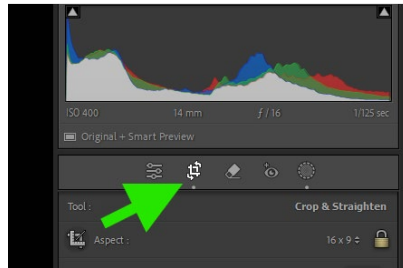 ISO 400 14 mm ƒ / 16 1/125 sec
Original + Smart Preview
Tool : Crop & Straighten
Aspect : 16 x 9